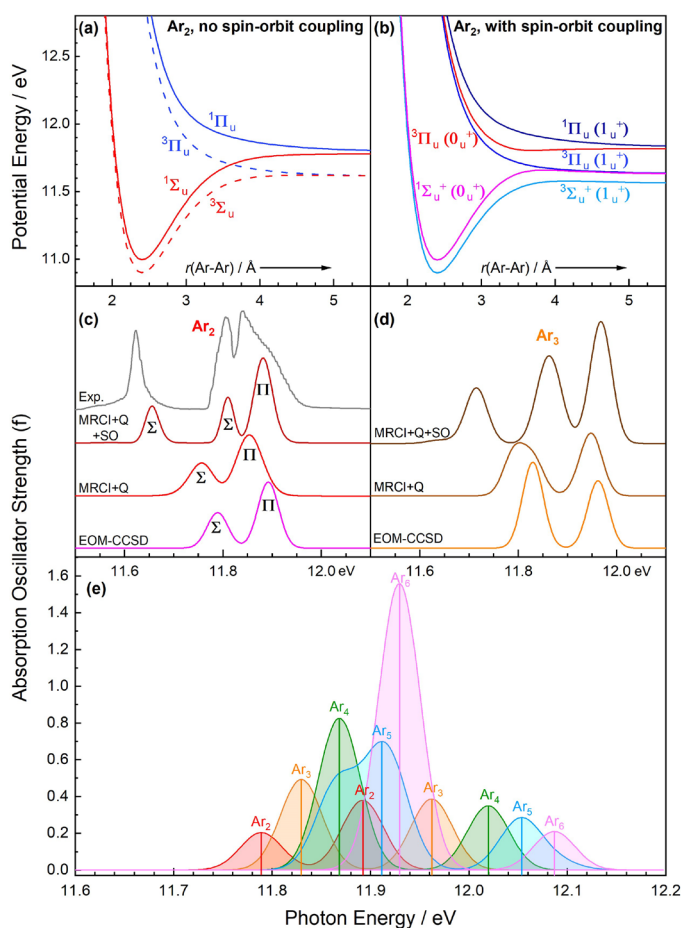 (a) Ar₂, no spin-orbit coupling
(b) Ar₂, with spin-orbit coupling
Potential Energy / eV
12.5
12.0
11.5
11.0
¹Πᵤ
³Πᵤ
¹Σᵤ
³Σᵤ
r(Ar-Ar) / Å
³Πᵤ (0ᵤ⁺)
¹Πᵤ (1ᵤ⁺)
³Πᵤ (1ᵤ⁺)
¹Σᵤ⁺ (0ᵤ⁺)
³Σᵤ⁺ (1ᵤ⁺)
r(Ar-Ar) / Å
2 3 4 5 2 3 4 5
Absorption Oscillator Strength (f)
(c) Ar₂
Exp.
MRCI+Q
+SO
Σ Σ Π
MRCI+Q
Σ Π
EOM-CCSD
Σ Π
11.6 11.8 12.0 eV
(d) Ar₃
MRCI+Q+SO
MRCI+Q
EOM-CCSD
11.6 11.8 12.0 eV
(e)
1.6
1.4
1.2
1.0
0.8
0.6
0.4
0.2
0.0
Ar₂
Ar₃
Ar₄
Ar₂
Ar₅
Ar₆
Ar₃
Ar₄
Ar₅
Ar₆
11.6 11.7 11.8 11.9 12.0 12.1 12.2
Photon Energy / eV